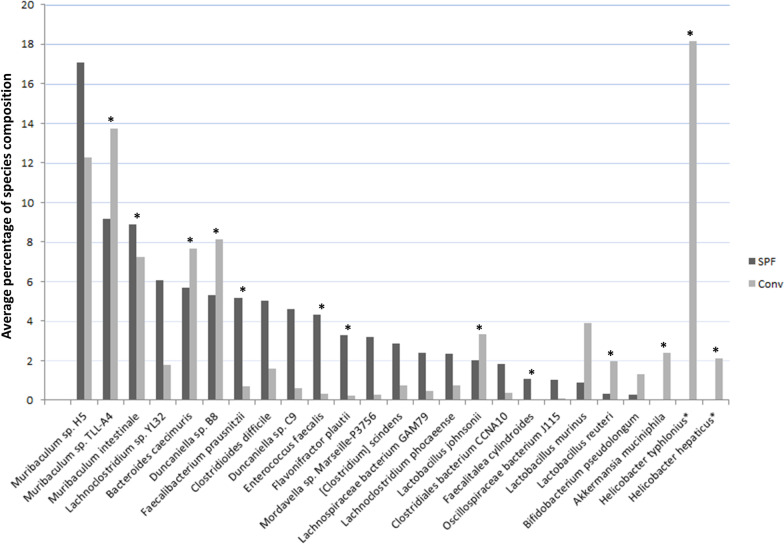 Average percentage of species composition
20
18
16
14
12
10
8
6
4
2
0
*
*
*
*
*
*
*
*
*
*
*
*
*
SPF
Conv
Muribaculum sp. H5
Muribaculum sp. TLL-A4
Muribaculum intestinale
Lachnoclostridium sp. YL32
Bacteroides caecimuris
Duncaniella sp. B8
Faecalibacterium prausnitzii
Clostridioides difficile
Duncaniella sp. C9
Enterococcus faecalis
Flavonifractor plautii
Mordavella sp. Marseille-P3756
[Clostridium] scindens
Lachnospiraceae bacterium GAM79
Lachnoclostridium phocaeense
Lactobacillus johnsonii
Clostridiales bacterium CCNA10
Faecalitalea cylindroides
Oscillospiraceae bacterium J115
Lactobacillus murinus
Lactobacillus reuteri
Bifidobacterium pseudolongum
Akkermansia muciniphila
Helicobacter typhlonius*
Helicobacter hepaticus*